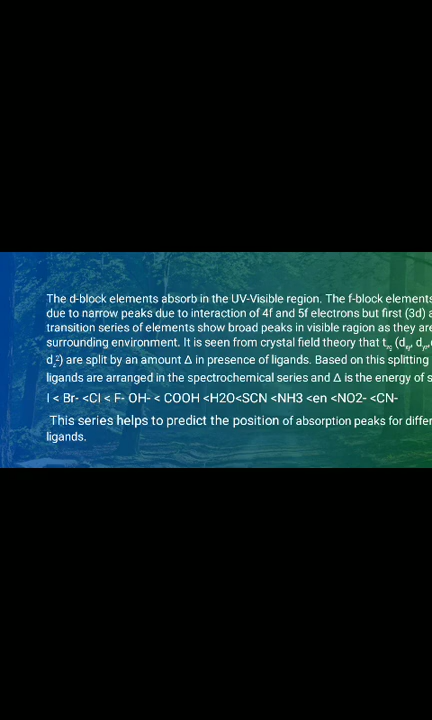 The d-block elements absorb in the UV-Visible region. The f-block elements
due to narrow peaks due to interaction of 4f and 5f electrons but first (3d) a
transition series of elements show broad peaks in visible ragion as they are
surrounding environment. It is seen from crystal field theory that t₂g (dxy, dyz,
dz²) are split by an amount Δ in presence of ligands. Based on this splitting
ligands are arranged in the spectrochemical series and Δ is the energy of s
I < Br- <Cl < F- OH- < COOH <H2O<SCN <NH3 <en <NO2- <CN-
This series helps to predict the position of absorption peaks for differ
ligands.